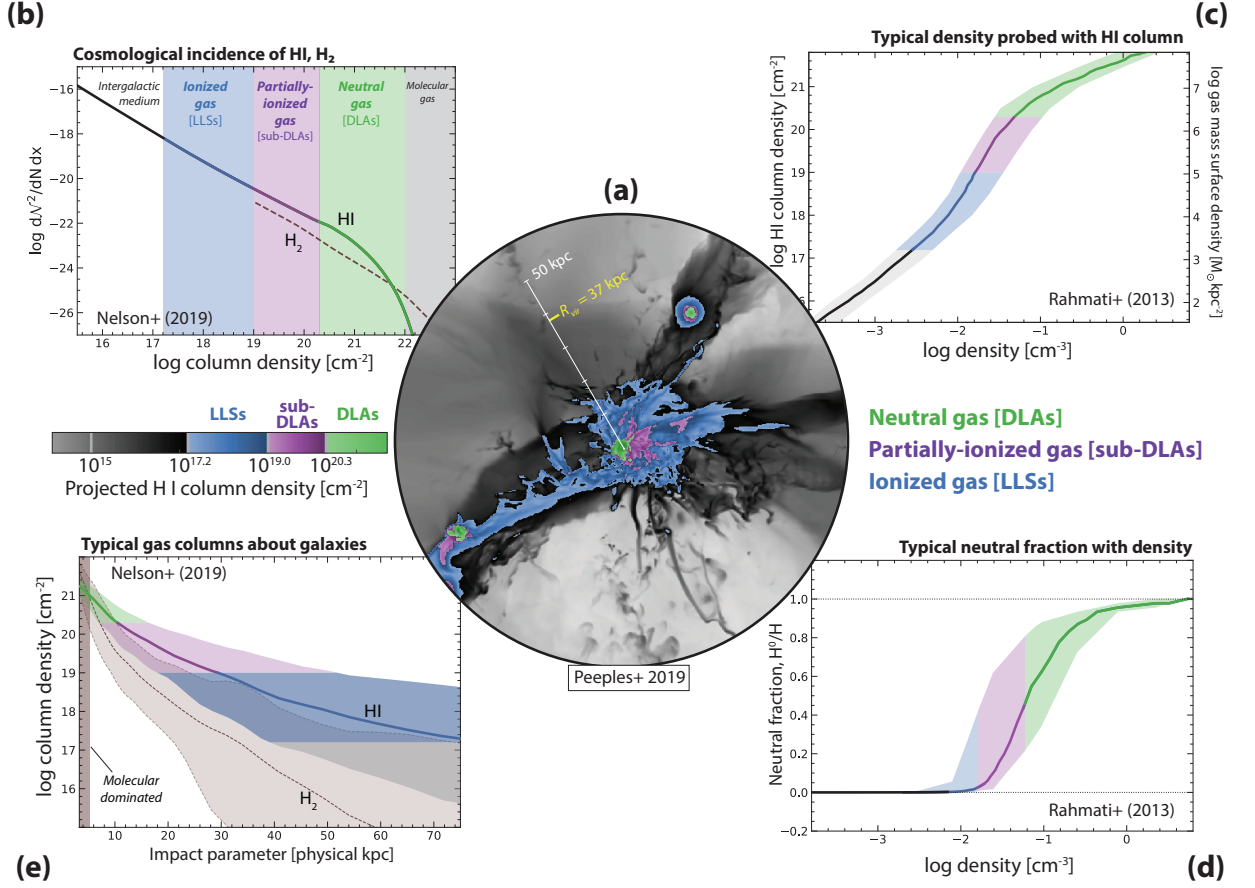 (b)
Cosmological incidence of HI, H₂
Intergalactic
medium
Ionized
gas
[LLSs]
Partially-
ionized
gas
[sub-DLAs]
Neutral
gas
[DLAs]
Molecular
gas
−16
−18
−20
−22
−24
−26
log d𝒩²/dN dx
HI
H₂
Nelson+ (2019)
15 16 17 18 19 20 21 22
log column density [cm⁻²]
(c)
Typical density probed with HI column
21
20
19
18
17
log HI column density [cm⁻²]
7
6
5
4
3
2
log gas mass surface density [M☉ kpc⁻²]
Rahmati+ (2013)
−3 −2 −1 0
log density [cm⁻³]
(a)
50 kpc
R_vir = 37 kpc
Peeples+ 2019
LLSs
sub-
DLAs
DLAs
10¹⁵ 10¹⁷·² 10¹⁹·⁰ 10²⁰·³
Projected H I column density [cm⁻²]
Neutral gas [DLAs]
Partially-ionized gas [sub-DLAs]
Ionized gas [LLSs]
Typical gas columns about galaxies
Nelson+ (2019)
21
20
19
18
17
16
log column density [cm⁻²]
HI
H₂
Molecular
dominated
10 20 30 40 50 60 70
Impact parameter [physical kpc]
(e)
Typical neutral fraction with density
1.0
0.8
0.6
0.4
0.2
0.0
−0.2
Neutral fraction, H⁰/H
Rahmati+ (2013)
−3 −2 −1 0
log density [cm⁻³]
(d)